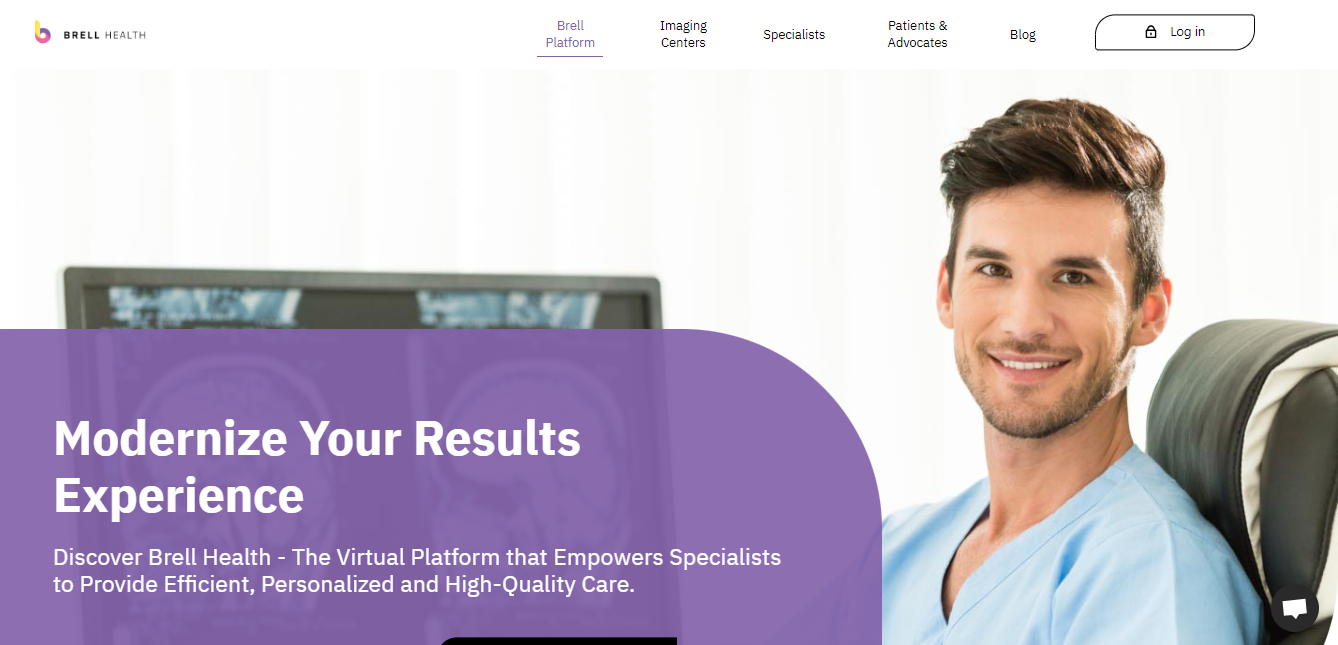 BRELL HEALTH
Brell
Platform
Imaging
Centers
Specialists
Patients &
Advocates
Blog
Log in
Modernize Your Results
Experience
Discover Brell Health - The Virtual Platform that Empowers Specialists
to Provide Efficient, Personalized and High-Quality Care.